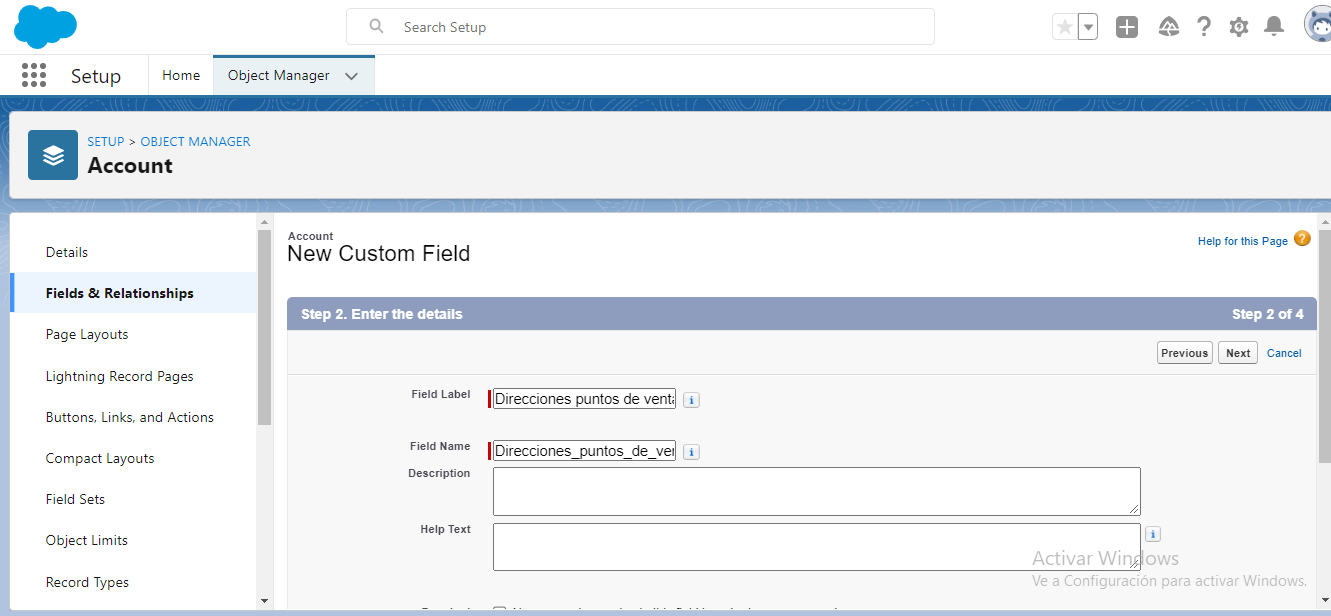 Search Setup
Setup
Home
Object Manager
SETUP > OBJECT MANAGER
Account
Details
Fields & Relationships
Page Layouts
Lightning Record Pages
Buttons, Links, and Actions
Compact Layouts
Field Sets
Object Limits
Record Types
Account
New Custom Field
Help for this Page ?
Step 2. Enter the details
Step 2 of 4
Previous
Next
Cancel
Field Label
Direcciones puntos de venta
Field Name
Direcciones_puntos_de_ve
Description
Help Text
Activar Windows
Ve a Configuración para activar Windows.